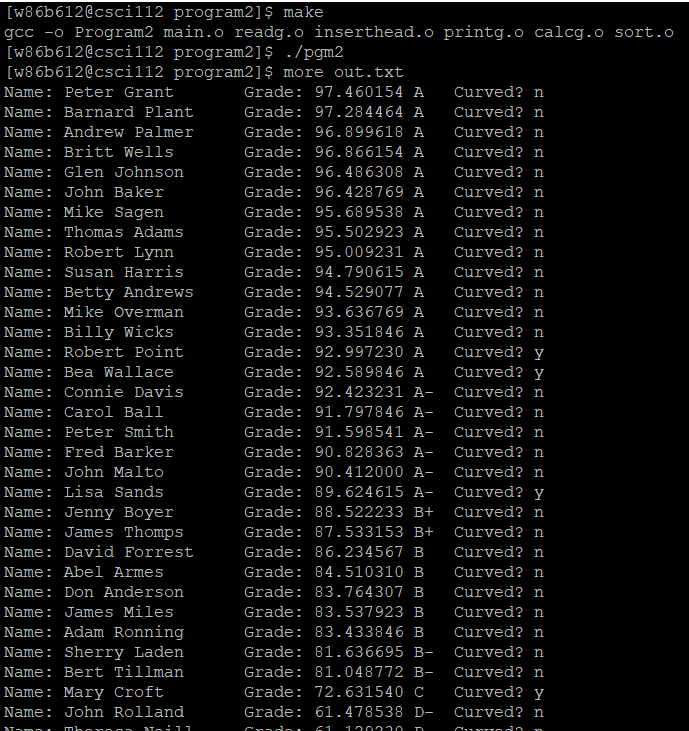 [w86b612@csci112 program2]$ make
gcc -o Program2 main.o readg.o inserthead.o printg.o calcg.o sort.o
[w86b612@csci112 program2]$ ./pgm2
[w86b612@csci112 program2]$ more out.txt
Name: Peter Grant Grade: 97.460154 A Curved? n
Name: Barnard Plant Grade: 97.284464 A Curved? n
Name: Andrew Palmer Grade: 96.899618 A Curved? n
Name: Britt Wells Grade: 96.866154 A Curved? n
Name: Glen Johnson Grade: 96.486308 A Curved? n
Name: John Baker Grade: 96.428769 A Curved? n
Name: Mike Sagen Grade: 95.689538 A Curved? n
Name: Thomas Adams Grade: 95.502923 A Curved? n
Name: Robert Lynn Grade: 95.009231 A Curved? n
Name: Susan Harris Grade: 94.790615 A Curved? n
Name: Betty Andrews Grade: 94.529077 A Curved? n
Name: Mike Overman Grade: 93.636769 A Curved? n
Name: Billy Wicks Grade: 93.351846 A Curved? n
Name: Robert Point Grade: 92.997230 A Curved? y
Name: Bea Wallace Grade: 92.589846 A Curved? y
Name: Connie Davis Grade: 92.423231 A- Curved? n
Name: Carol Ball Grade: 91.797846 A- Curved? n
Name: Peter Smith Grade: 91.598541 A- Curved? n
Name: Fred Barker Grade: 90.828363 A- Curved? n
Name: John Malto Grade: 90.412000 A- Curved? n
Name: Lisa Sands Grade: 89.624615 A- Curved? y
Name: Jenny Boyer Grade: 88.522233 B+ Curved? n
Name: James Thomps Grade: 87.533153 B+ Curved? n
Name: David Forrest Grade: 86.234567 B Curved? n
Name: Abel Armes Grade: 84.510310 B Curved? n
Name: Don Anderson Grade: 83.764307 B Curved? n
Name: James Miles Grade: 83.537923 B Curved? n
Name: Adam Ronning Grade: 83.433846 B Curved? n
Name: Sherry Laden Grade: 81.636695 B- Curved? n
Name: Bert Tillman Grade: 81.048772 B- Curved? n
Name: Mary Croft Grade: 72.631540 C Curved? y
Name: John Rolland Grade: 61.478538 D- Curved? n
Name: Theresa Grade: Curved? n